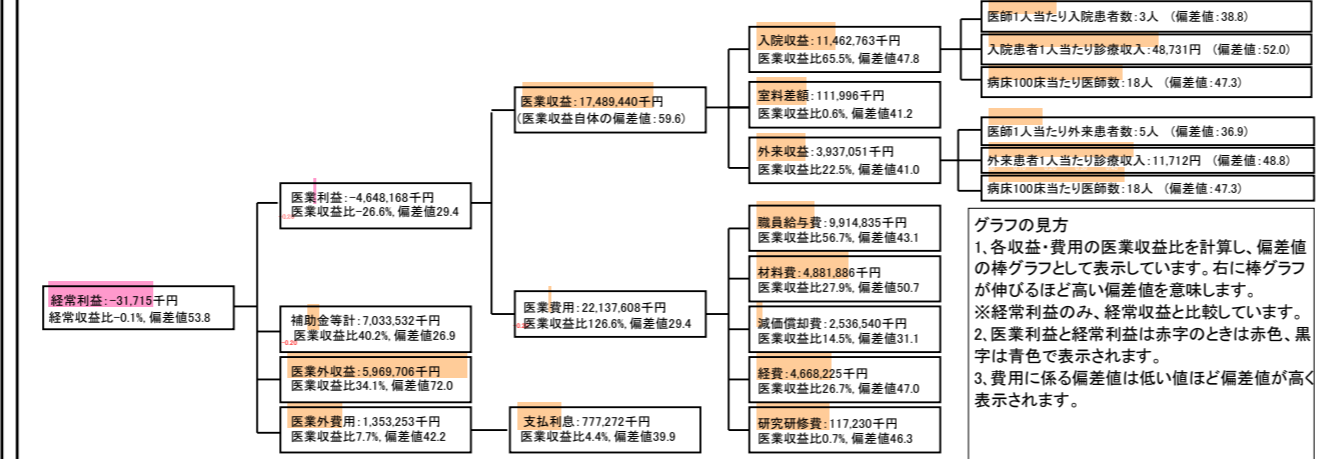 経常利益:-31,715千円
経常収益比-0.1%, 偏差値53.8
医業利益:-4,648,168千円
医業収益比-26.6%, 偏差値29.4
補助金等計:7,033,532千円
医業収益比40.2%, 偏差値26.9
-0.20
医業外収益:5,969,706千円
医業収益比34.1%, 偏差値72.0
医業外費用:1,353,253千円
医業収益比7.7%, 偏差値42.2
支払利息:777,272千円
医業収益比4.4%, 偏差値39.9
医業収益:17,489,440千円
(医業収益自体の偏差値:59.6)
医業費用:22,137,608千円
医業収益比126.6%, 偏差値29.4
入院収益:11,462,763千円
医業収益比65.5%, 偏差値47.8
室料差額:111,996千円
医業収益比0.6%, 偏差値41.2
外来収益:3,937,051千円
医業収益比22.5%, 偏差値41.0
職員給与費:9,914,835千円
医業収益比56.7%, 偏差値43.1
材料費:4,881,886千円
医業収益比27.9%, 偏差値50.7
減価償却費:2,536,540千円
医業収益比14.5%, 偏差値31.1
経費:4,668,225千円
医業収益比26.7%, 偏差値47.0
研究研修費:117,230千円
医業収益比0.7%, 偏差値46.3
医師1人当たり入院患者数:3人 (偏差値:38.8)
入院患者1人当たり診療収入:48,731円 (偏差値:52.0)
病床100床当たり医師数:18人 (偏差値:47.3)
医師1人当たり外来患者数:5人 (偏差値:36.9)
外来患者1人当たり診療収入:11,712円 (偏差値:48.8)
病床100床当たり医師数:18人 (偏差値:47.3)
グラフの見方
1、各収益・費用の医業収益比を計算し、偏差値
の棒グラフとして表示しています。右に棒グラフ
が伸びるほど高い偏差値を意味します。
※経常利益のみ、経常収益と比較しています。
2、医業利益と経常利益は赤字のときは赤色、黒
字は青色で表示されます。
3、費用に係る偏差値は低い値ほど偏差値が高く
表示されます。